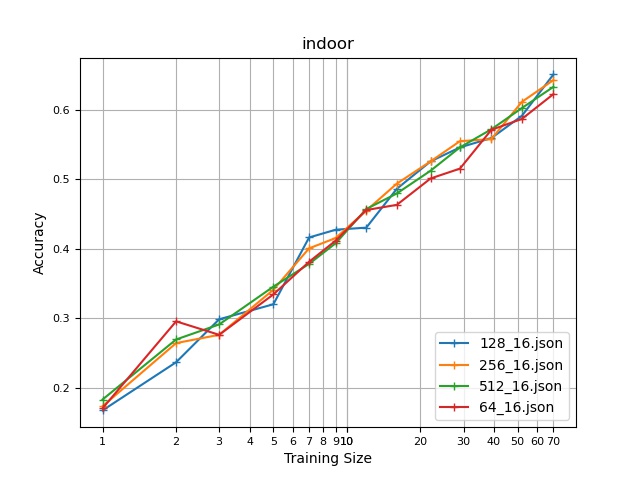 indoor
Accuracy
0.6
0.5
0.4
0.3
0.2
128_16.json
256_16.json
512_16.json
64_16.json
1 2 3 4 5 6 7 8 9 10 20 30 40 50 60 70
Training Size